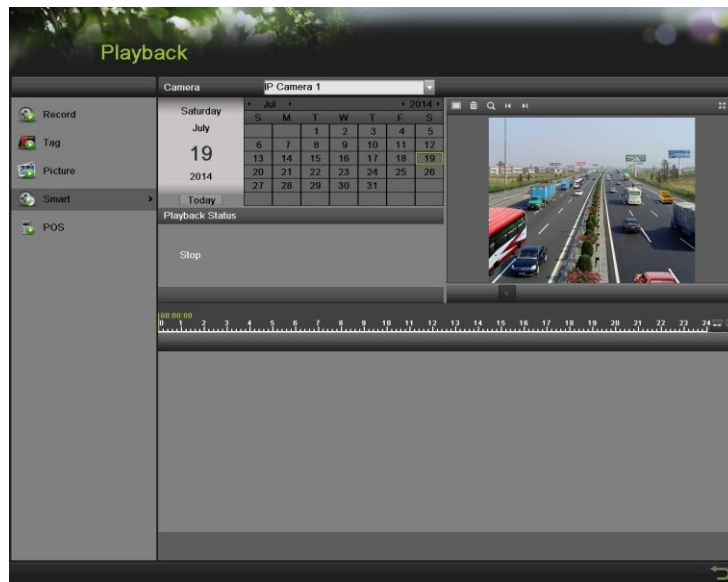 Playback
Camera IP Camera 1
Record
Tag
Picture
Smart
POS
Saturday
July
19
2014
Today
Jul 2014
S M T W T F S
1 2 3 4 5
6 7 8 9 10 11 12
13 14 15 16 17 18 19
20 21 22 23 24 25 26
27 28 29 30 31
Playback Status
Stop
00:00:00
0 1 2 3 4 5 6 7 8 9 10 11 12 13 14 15 16 17 18 19 20 21 22 23 24